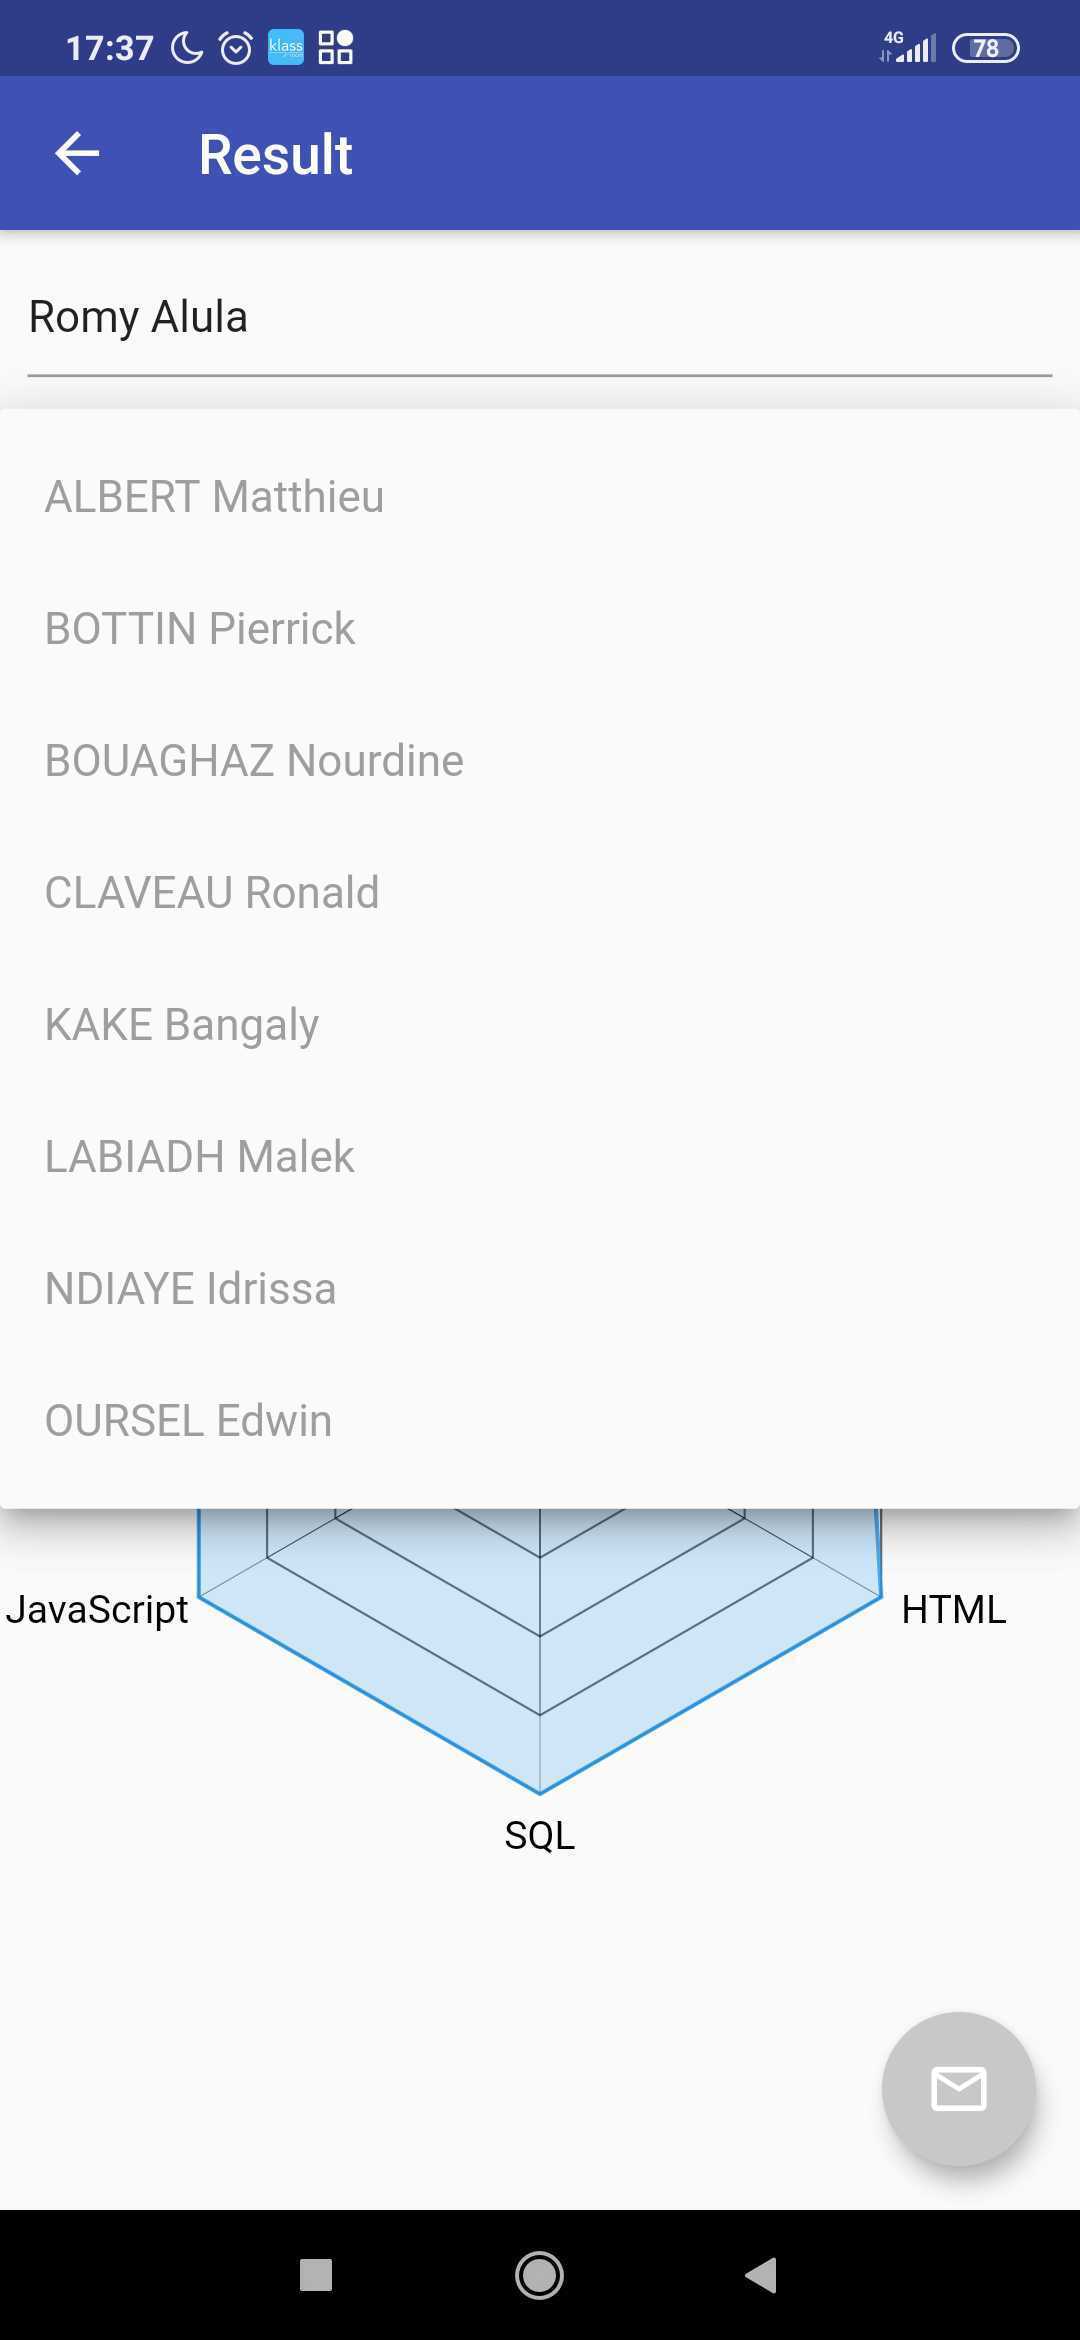 17:37 klass 4G 78
Result
Romy Alula
ALBERT Matthieu
BOTTIN Pierrick
BOUAGHAZ Nourdine
CLAVEAU Ronald
KAKE Bangaly
LABIADH Malek
NDIAYE Idrissa
OURSEL Edwin
JavaScript HTML
SQL